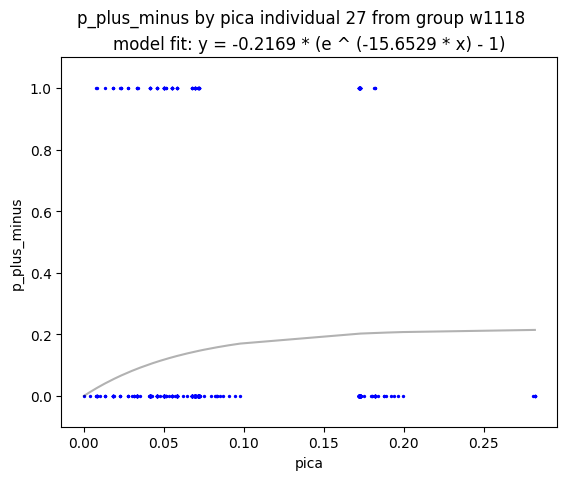 p_plus_minus by pica individual 27 from group w1118
model fit: y = -0.2169 * (e ^ (-15.6529 * x) - 1)
1.0
0.8
0.6
0.4
0.2
0.0
p_plus_minus
0.00 0.05 0.10 0.15 0.20 0.25
pica